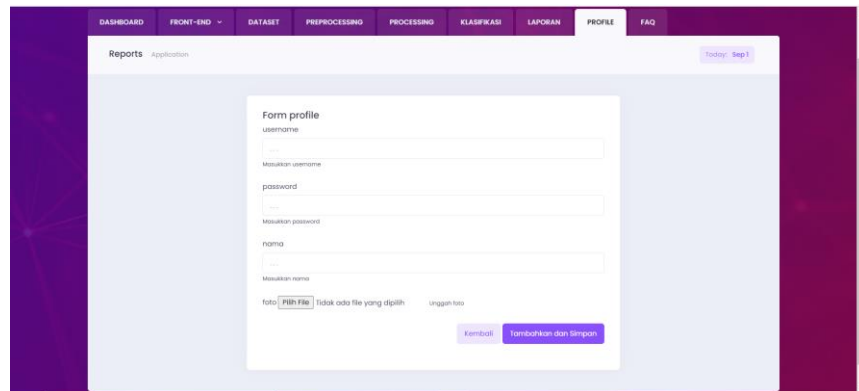 DASHBOARD FRONT-END DATASET PREPROCESSING PROCESSING KLASIFIKASI LAPORAN PROFILE FAQ
Reports Application Today: Sep 1
Form profile
username
.....
Masukkan username
password
.....
Masukkan password
nama
.....
Masukkan nama
foto Pilih File Tidak ada file yang dipilih Unggah foto
Kembali Tambahkan dan Simpan